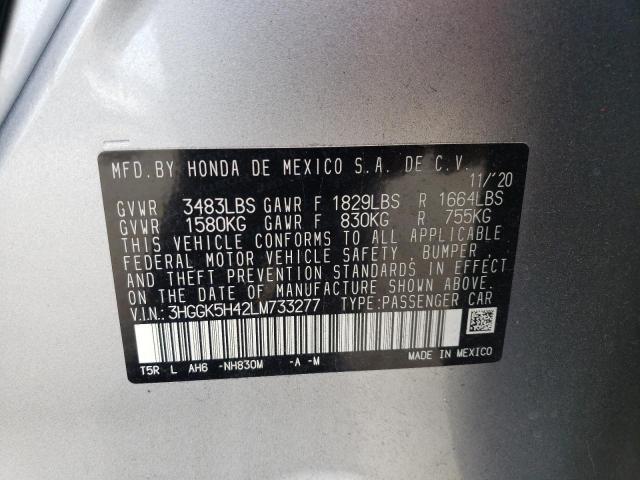 MFD. BY HONDA DE MEXICO S.A. DE C.V.
11/'20
GVWR 3483LBS GAWR F 1829LBS R 1664LBS
GVWR 1580KG GAWR F 830KG R 755KG
THIS VEHICLE CONFORMS TO ALL APPLICABLE
FEDERAL MOTOR VEHICLE SAFETY, BUMPER,
AND THEFT PREVENTION STANDARDS IN EFFECT
ON THE DATE OF MANUFACTURE SHOWN ABOVE.
V.I.N.: 3HGGK5H42LM733277 TYPE:PASSENGER CAR
T5R L AH6 -NH830M -A -M MADE IN MEXICO